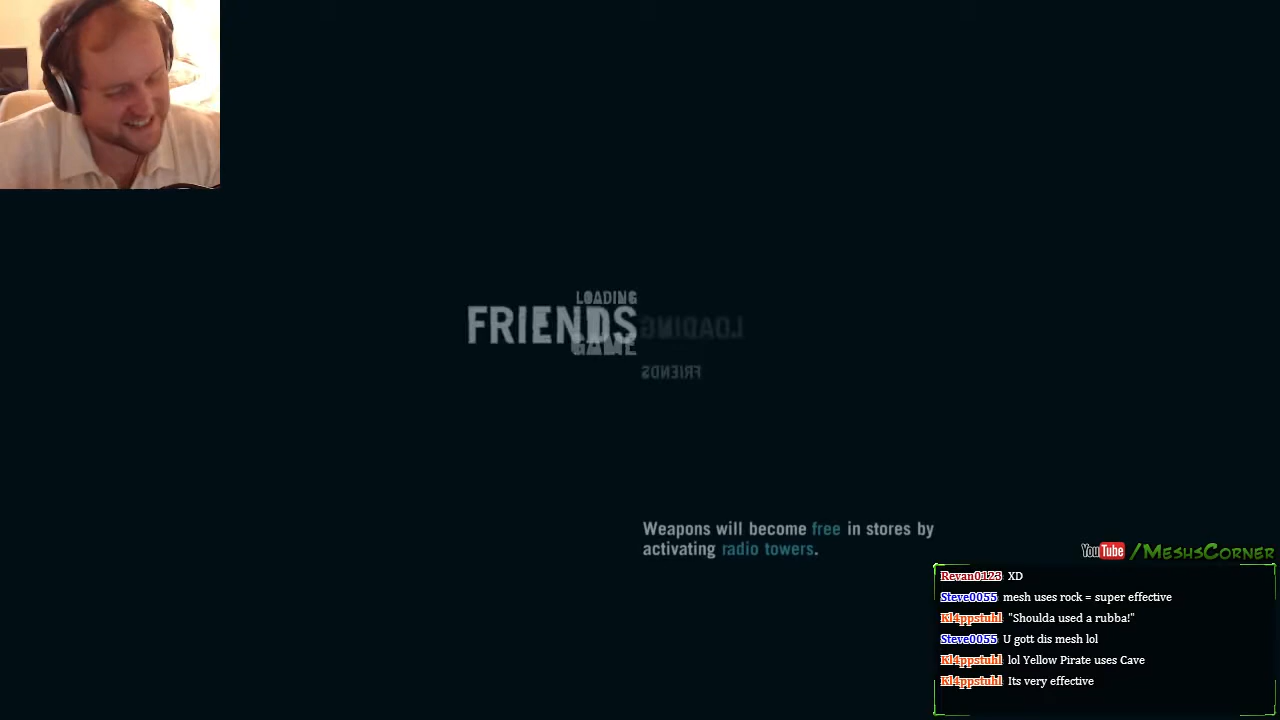 LOADING
FRIENDS
GAME
LOADING
FRIENDS
Weapons will become free in stores by
activating radio towers.
YouTube /MeshsCorner
Revan0123 XD
Steve0055 mesh uses rock = super effective
Kl4ppstuhl "Shoulda used a rubba!"
Steve0055 U gott dis mesh lol
Kl4ppstuhl lol Yellow Pirate uses Cave
Kl4ppstuhl Its very effective